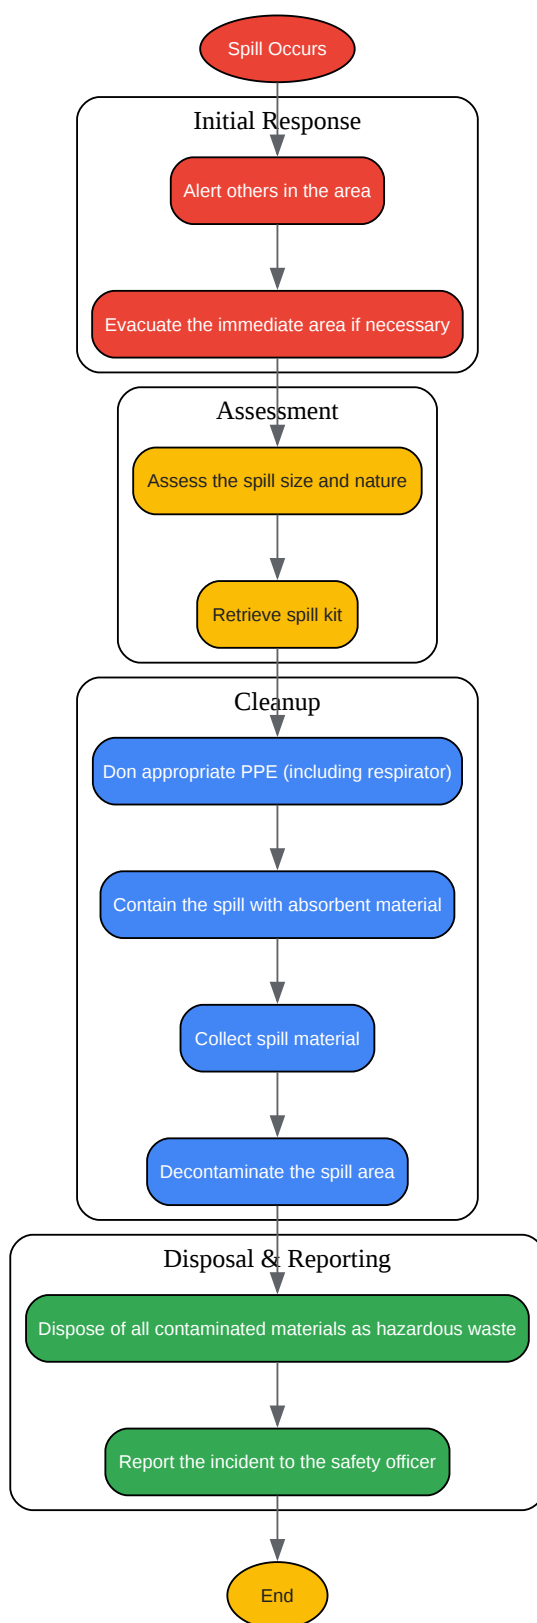 Spill Occurs
Initial Response
Alert others in the area
Evacuate the immediate area if necessary
Assessment
Assess the spill size and nature
Retrieve spill kit
Cleanup
Don appropriate PPE (including respirator)
Contain the spill with absorbent material
Collect spill material
Decontaminate the spill area
Disposal & Reporting
Dispose of all contaminated materials as hazardous waste
Report the incident to the safety officer
End